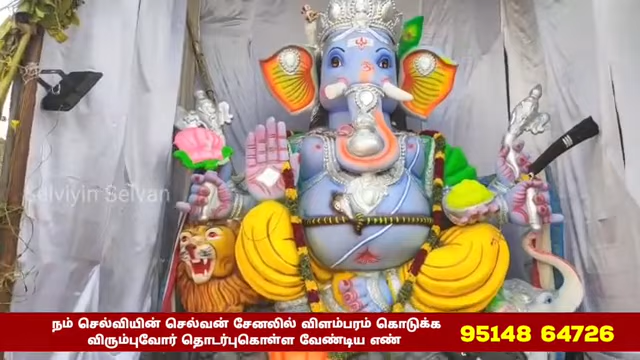 Selviyin Selvan
நம் செல்வியின் செல்வன் சேனலில் விளம்பரம் கொடுக்க
விரும்புவோர் தொடர்புகொள்ள வேண்டிய எண்
95148 64726